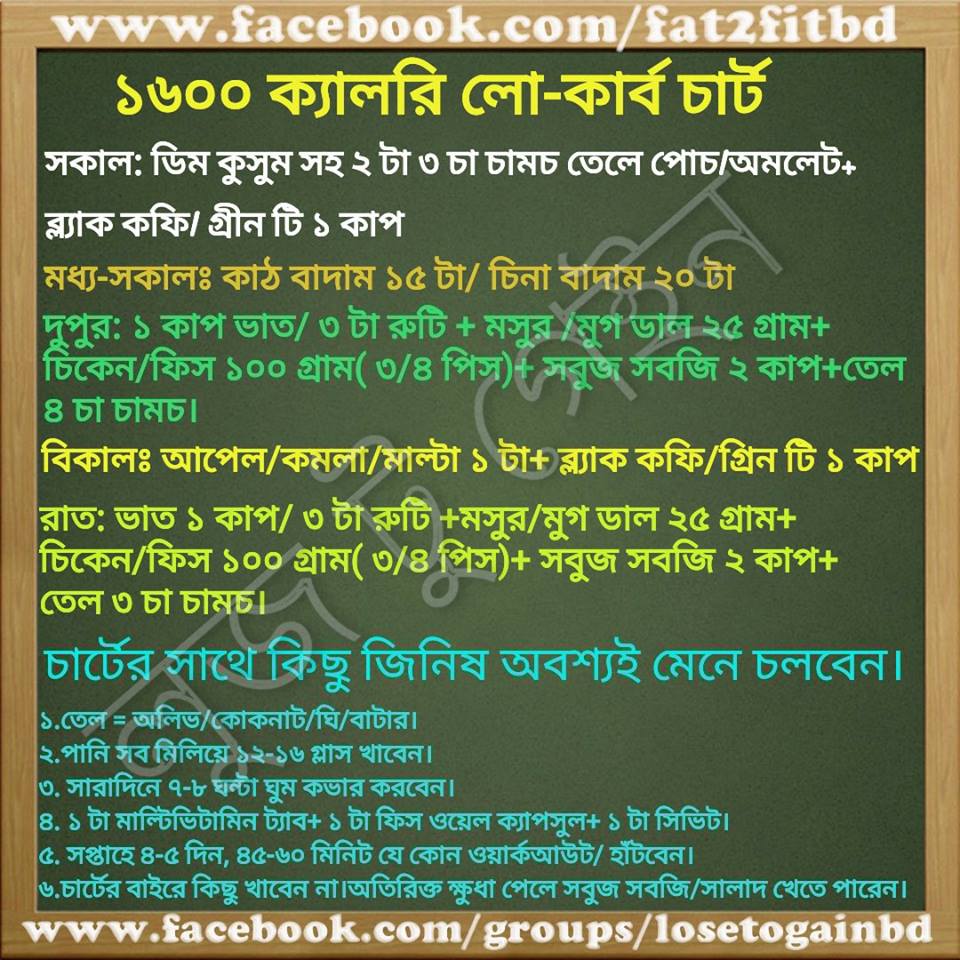 www.facebook.com/fat2fitbd
১৬০০ ক্যালরি লো-কার্ব চার্ট
সকাল: ডিম কুসুম সহ ২ টা ৩ চা চামচ তেলে পোচ/অমলেট+
ব্ল্যাক কফি/ গ্রীন টি ১ কাপ
মধ্য-সকালঃ কাঠ বাদাম ১৫ টা/ চিনা বাদাম ২০ টা
দুপুর: ১ কাপ ভাত/ ৩ টা রুটি + মসুর /মুগ ডাল ২৫ গ্রাম+
চিকেন/ফিস ১০০ গ্রাম( ৩/৪ পিস)+ সবুজ সবজি ২ কাপ+তেল
৪ চা চামচ।
বিকালঃ আপেল/কমলা/মাল্টা ১ টা+ ব্ল্যাক কফি/গ্রিন টি ১ কাপ
রাত: ভাত ১ কাপ/ ৩ টা রুটি +মসুর/মুগ ডাল ২৫ গ্রাম+
চিকেন/ফিস ১০০ গ্রাম( ৩/৪ পিস)+ সবুজ সবজি ২ কাপ+
তেল ৩ চা চামচ।
লুজ টু গেইন
চার্টের সাথে কিছু জিনিষ অবশ্যই মেনে চলবেন।
১.তেল = অলিভ/কোকনাট/ঘি/বাটার।
২.পানি সব মিলিয়ে ১২-১৬ গ্লাস খাবেন।
৩. সারাদিনে ৭-৮ ঘন্টা ঘুম কভার করবেন।
৪. ১ টা মাল্টিভিটামিন ট্যাব+ ১ টা ফিস ওয়েল ক্যাপসুল+ ১ টা সিভিট।
৫. সপ্তাহে ৪-৫ দিন, ৪৫-৬০ মিনিট যে কোন ওয়ার্কআউট/ হাঁটবেন।
৬.চার্টের বাইরে কিছু খাবেন না।অতিরিক্ত ক্ষুধা পেলে সবুজ সবজি/সালাদ খেতে পারেন।
www.facebook.com/groups/losetogainbd